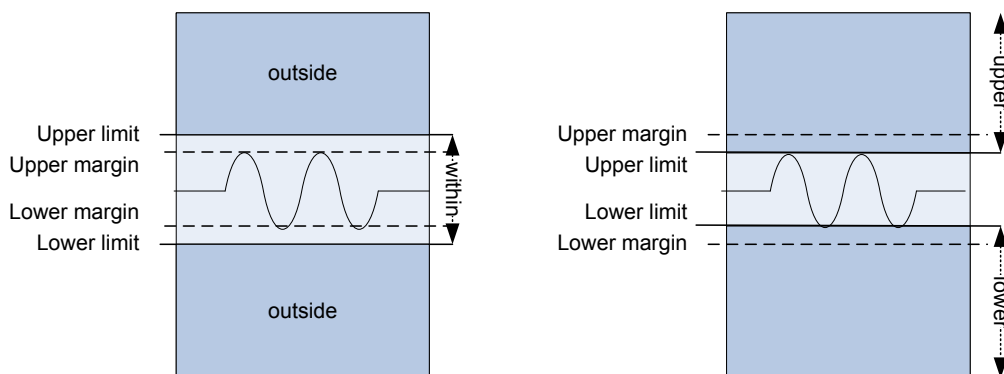 outside
Upper limit
Upper margin
Lower margin
Lower limit
within
outside
Upper margin
Upper limit
Lower limit
Lower margin
upper
lower